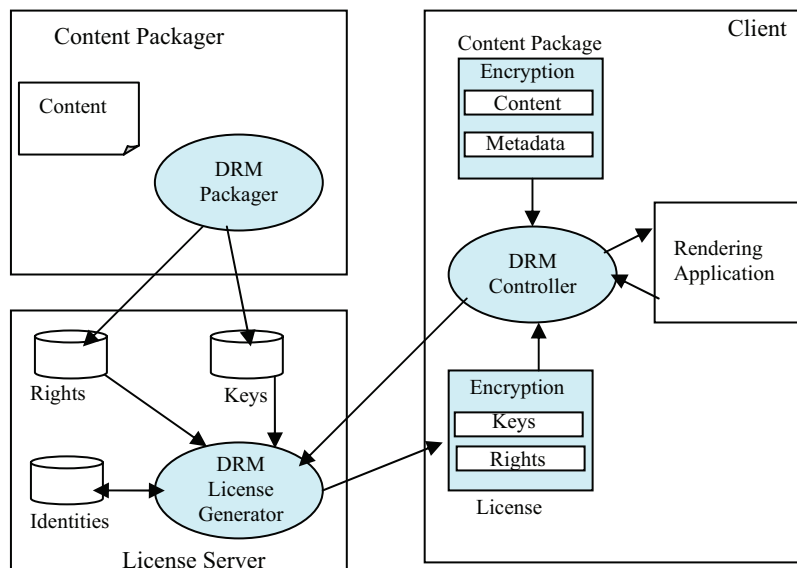 Content Packager
Content
DRM
Packager
Rights
Keys
DRM
License
Generator
Identities
License Server
Client
Content Package
Encryption
Content
Metadata
DRM
Controller
Rendering
Application
Encryption
Keys
Rights
License